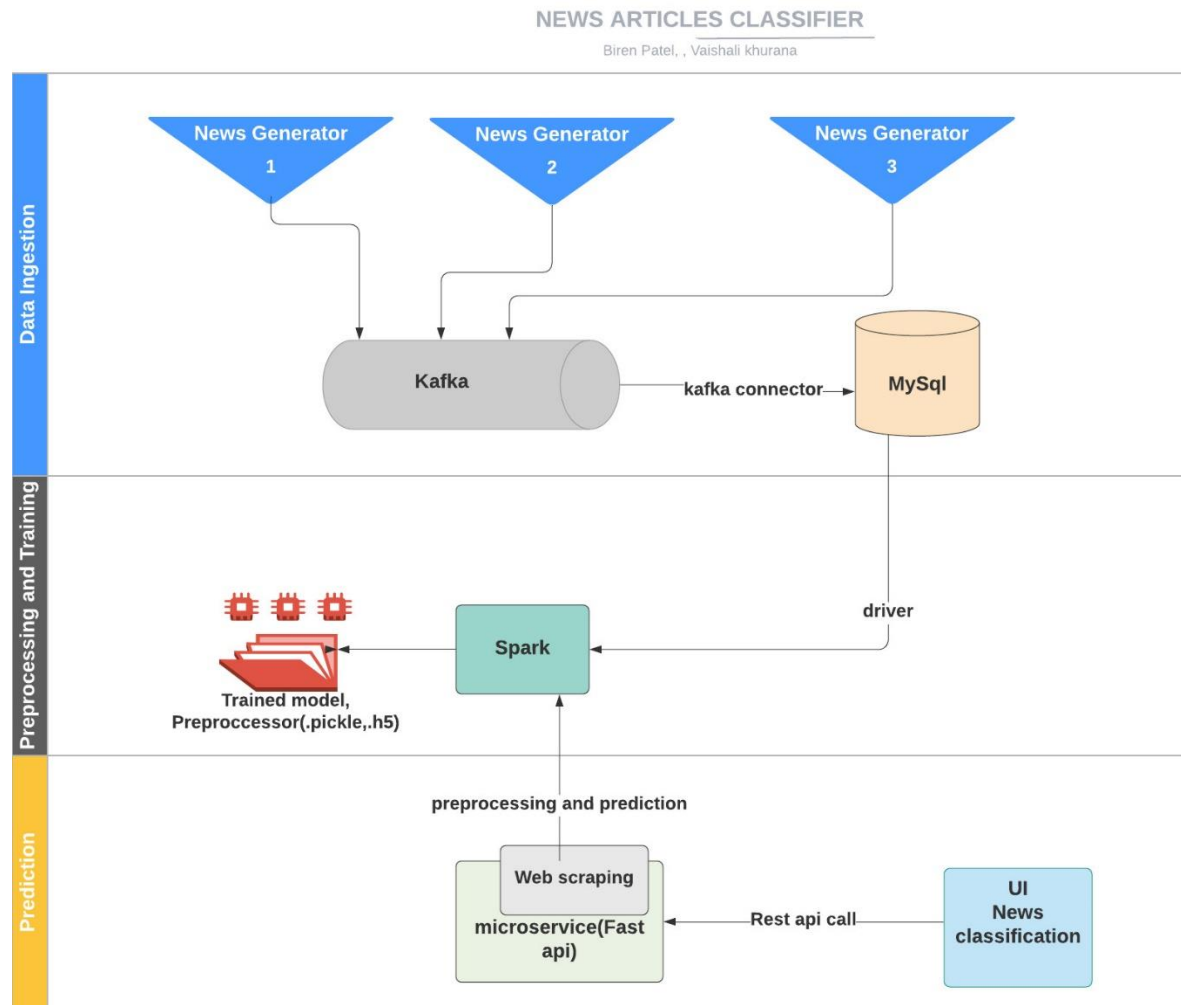 NEWS ARTICLES CLASSIFIER
Biren Patel, , Vaishali khurana
Data Ingestion
News Generator
1
News Generator
2
News Generator
3
Kafka
kafka connector
MySql
Preprocessing and Training
driver
Spark
Trained model,
Preproccessor(.pickle,.h5)
Prediction
preprocessing and prediction
Web scraping
microservice(Fast
api)
Rest api call
UI
News
classification